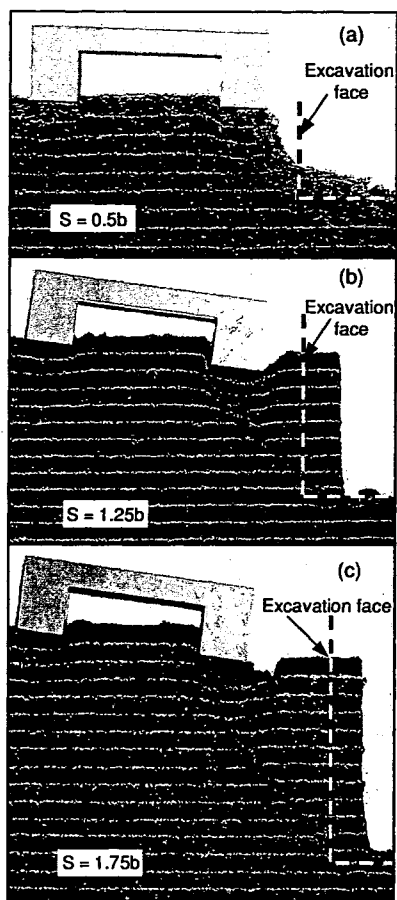 (a)
Excavation
face
S = 0.5b
(b)
Excavation
face
S = 1.25b
(c)
Excavation face
S = 1.75b